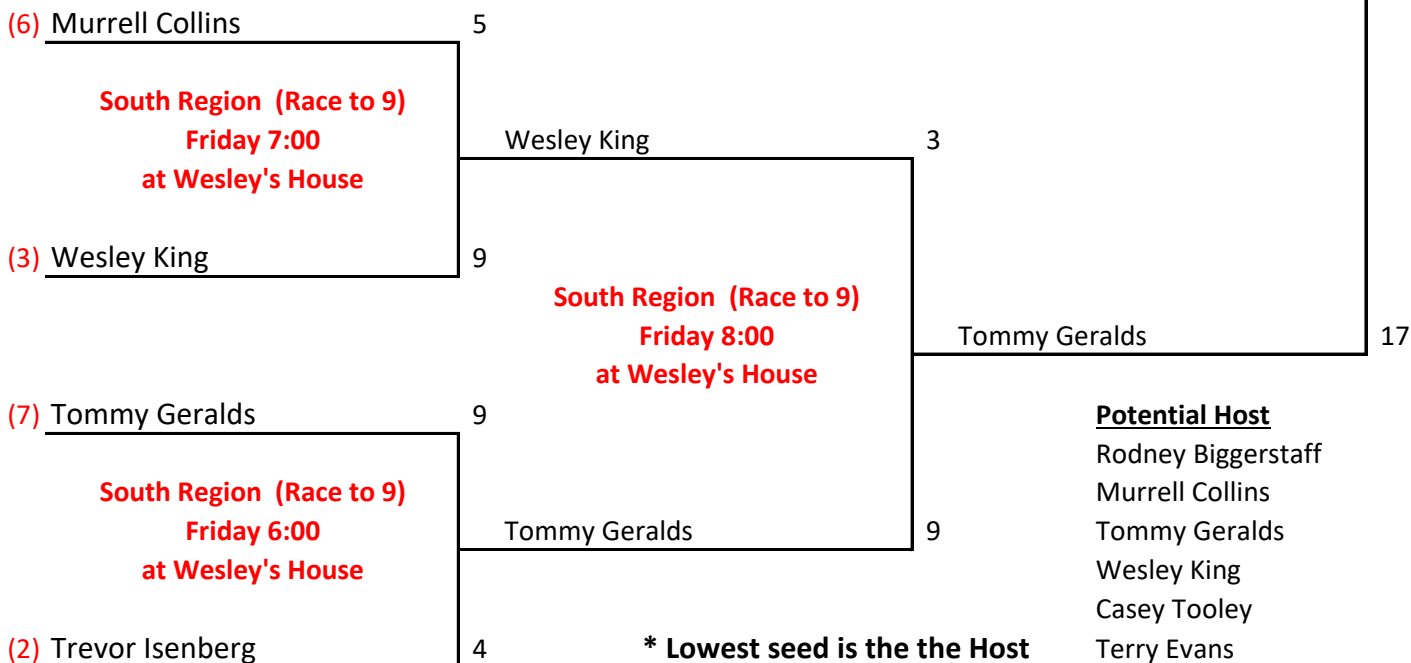 (6) Murrell Collins 5
South Region (Race to 9)
Friday 7:00
at Wesley's House
Wesley King 3
(3) Wesley King 9
South Region (Race to 9)
Friday 8:00
at Wesley's House
Tommy Geralds 17
(7) Tommy Geralds 9
South Region (Race to 9)
Friday 6:00
at Wesley's House
Tommy Geralds 9
(2) Trevor Isenberg 4
* Lowest seed is the the Host
Potential Host
Rodney Biggerstaff
Murrell Collins
Tommy Geralds
Wesley King
Casey Tooley
Terry Evans